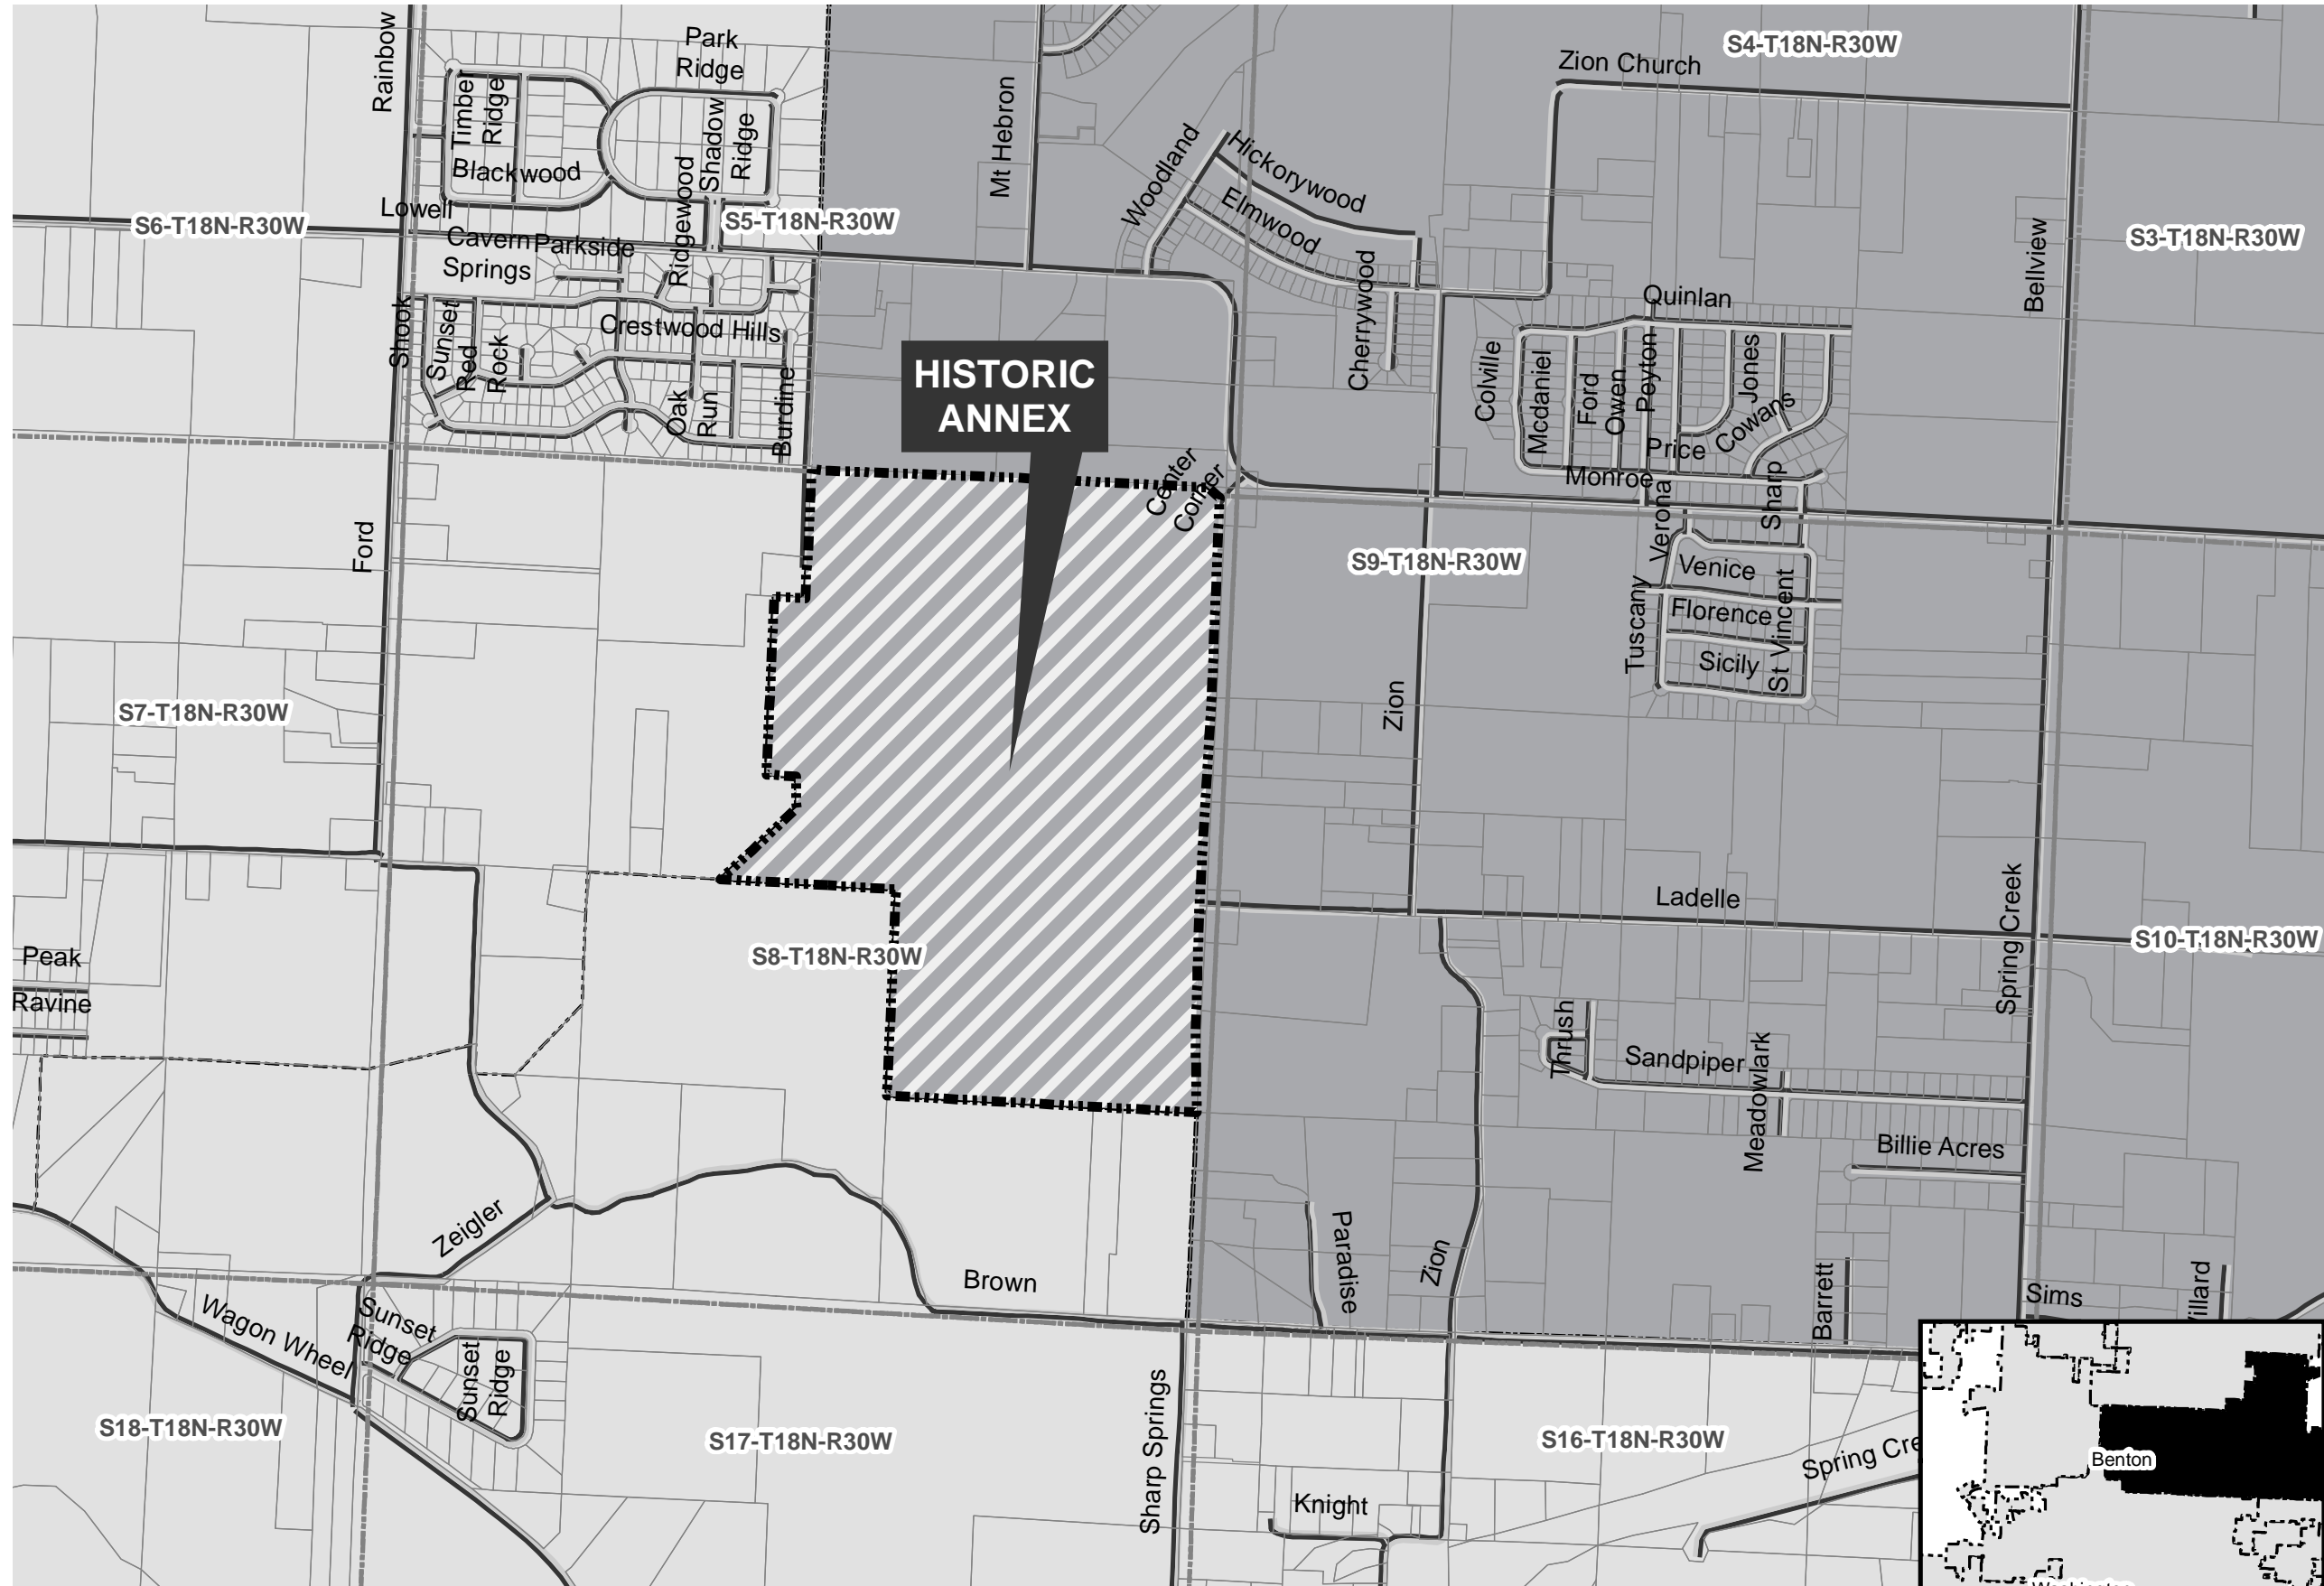 Park
Ridge
S4-T18N-R30W
Zion Church
Rainbow
Timber
Ridge
Shadow
Ridge
Mt Hebron
Woodland
Hickorywood
Blackwood
Elmwood
Lowell
S6-T18N-R30W
Ridgewood
S5-T18N-R30W
Bellview
S3-T18N-R30W
Cavern
Springs
Parkside
Cherrywood
Quinlan
Shook
Sunset
Red
Rock
Crestwood Hills
Oak
Run
Burdine
HISTORIC
ANNEX
Colville
Mcdaniel
Ford
Owen
Peyton
Jones
Cowans
Price
Monroe
Center
Corner
Verona
Sharp
Ford
S9-T18N-R30W
Venice
Florence
Sicily
St Vincent
Tuscany
Zion
S7-T18N-R30W
Ladelle
Spring Creek
S10-T18N-R30W
Peak
Ravine
S8-T18N-R30W
Thrush
Sandpiper
Meadowlark
Billie Acres
Zeigler
Paradise
Zion
Brown
Barrett
Sims
Wagon Wheel
Sunset
Ridge
Sunset
Ridge
S18-T18N-R30W
S17-T18N-R30W
Sharp Springs
S16-T18N-R30W
Spring Cre
Knight
Benton